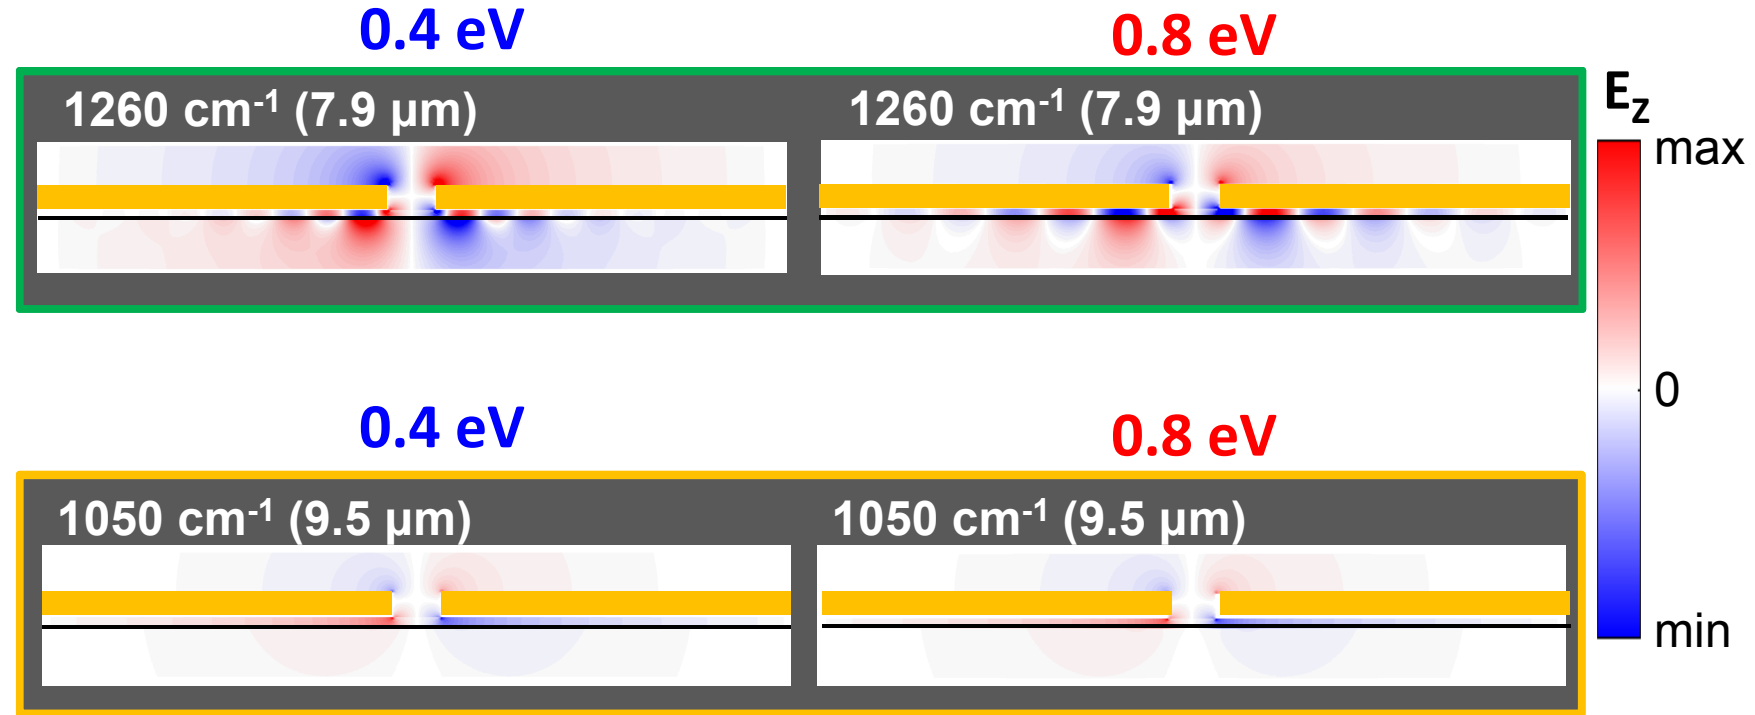 0.4 eV
0.8 eV
1260 cm-1 (7.9 µm)
1260 cm-1 (7.9 µm)
Ez
max
0
min
0.4 eV
0.8 eV
1050 cm-1 (9.5 µm)
1050 cm-1 (9.5 µm)